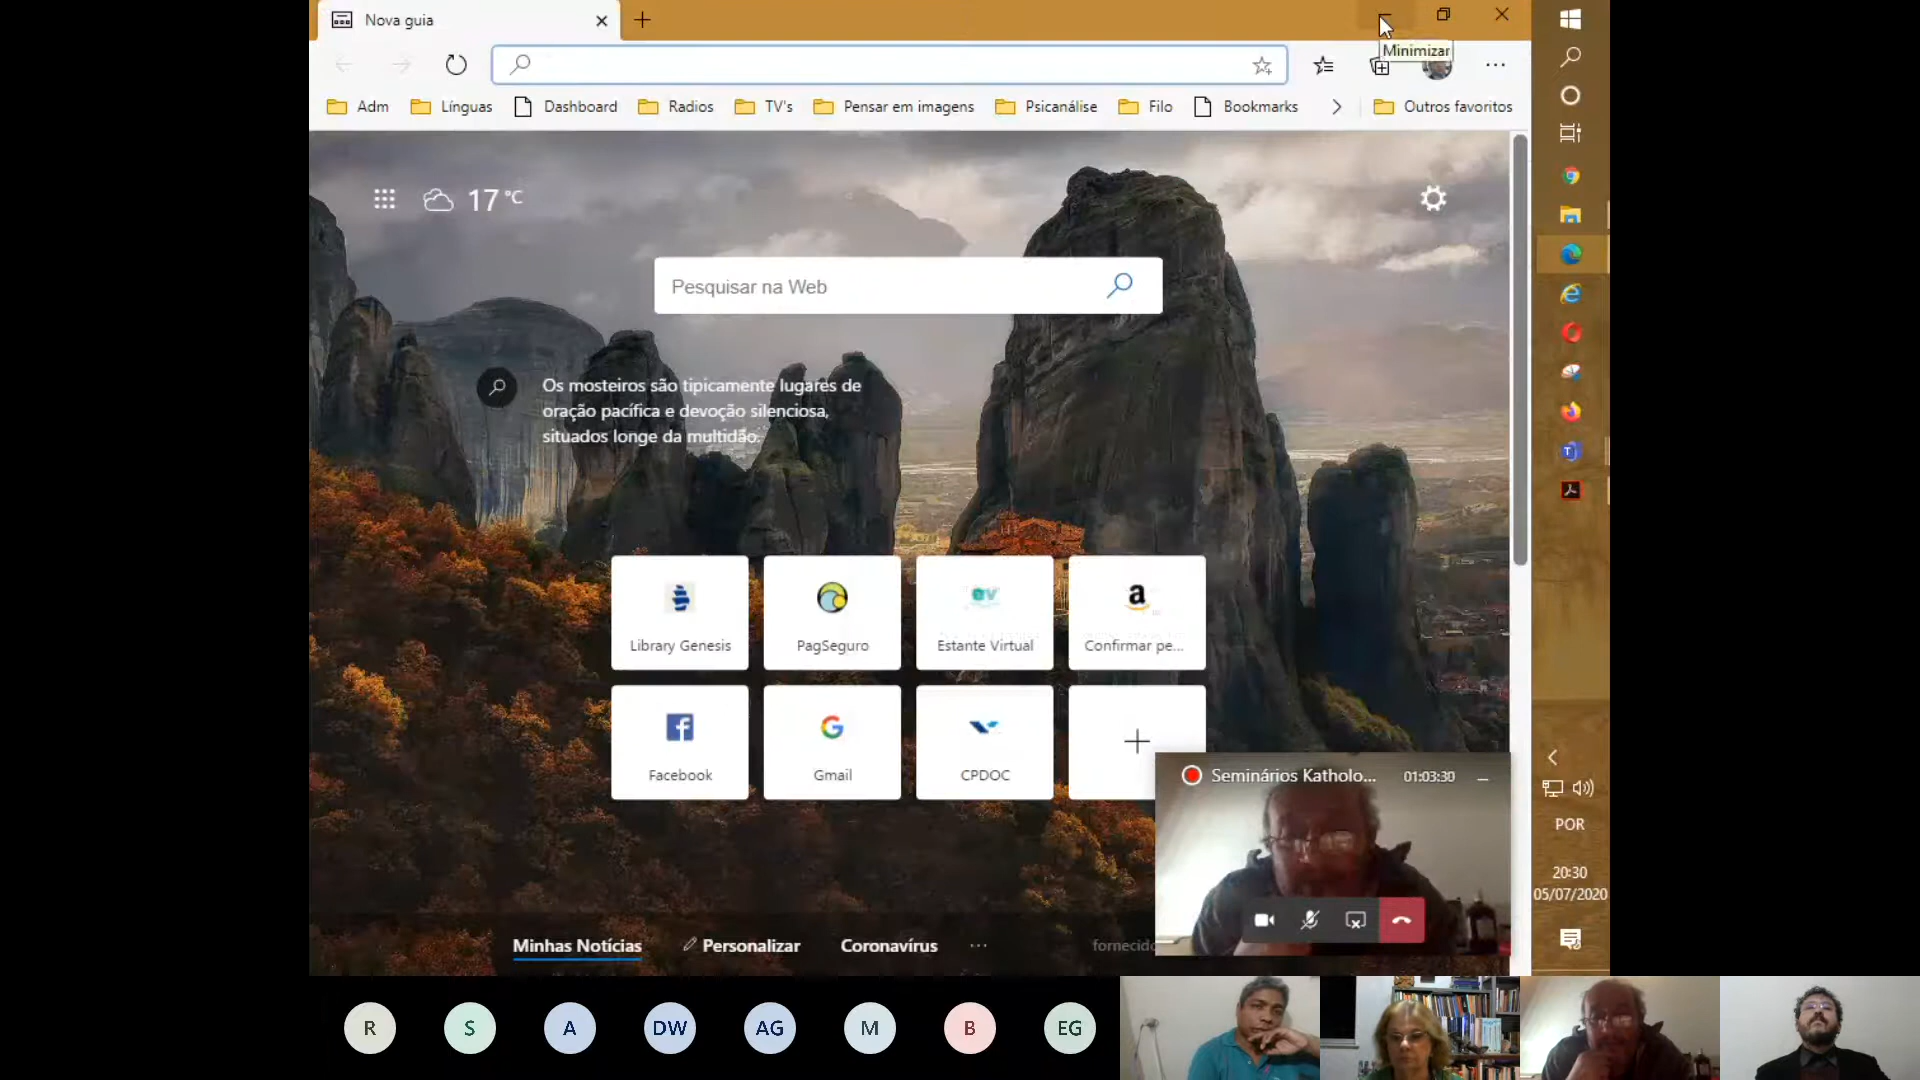 Nova guia
Minimizar
Adm
Línguas
Dashboard
Radios
TV's
Pensar em imagens
Psicanálise
Filo
Bookmarks
Outros favoritos
17 °C
Pesquisar na Web
Os mosteiros são tipicamente lugares de
oração pacífica e devoção silenciosa,
situados longe da multidão.
Library Genesis
PagSeguro
Estante Virtual
Confirmar pe...
Facebook
Gmail
CPDOC
Seminários Katholo...
01:03:30
Minhas Notícias
Personalizar
Coronavírus
...
fornecido
POR
20:30
05/07/2020
R
S
A
DW
AG
M
B
EG